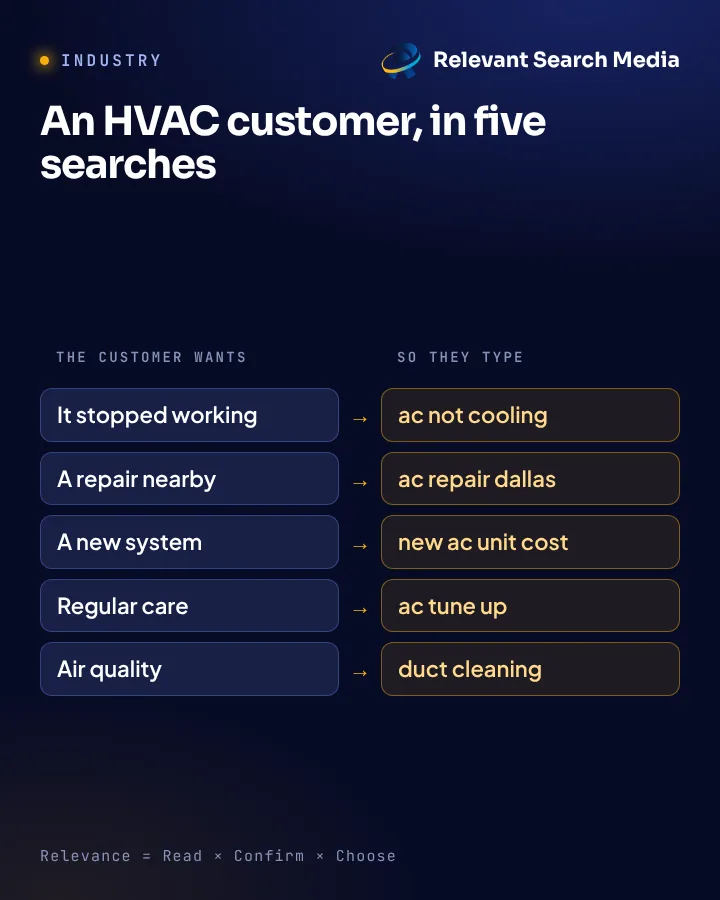 INDUSTRY
Relevant Search Media
An HVAC customer, in five
searches
THE CUSTOMER WANTS
SO THEY TYPE
It stopped working → ac not cooling
A repair nearby → ac repair dallas
A new system → new ac unit cost
Regular care → ac tune up
Air quality → duct cleaning
Relevance = Read × Confirm × Choose